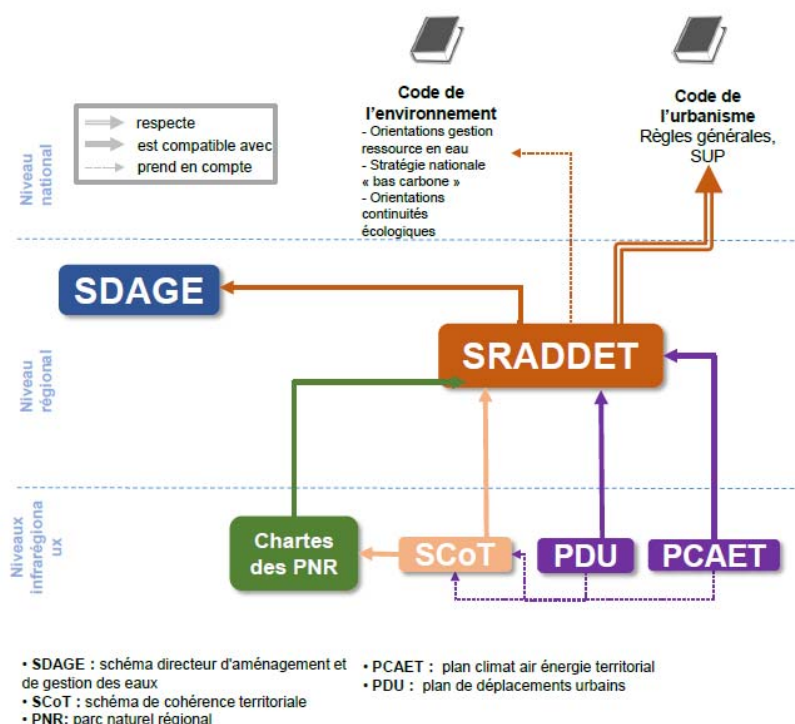 Code de
l'environnement
- Orientations gestion
ressource en eau
- Stratégie nationale
« bas carbone »
- Orientations
continuités
écologiques
Code de
l'urbanisme
Règles générales,
SUP
respecte
est compatible avec
prend en compte
Niveau
national
SDAGE
SRADDET
Niveau
régional
Chartes
des PNR
SCoT
PDU
PCAET
Niveaux
infrarégiona
ux
• SDAGE : schéma directeur d'aménagement et
de gestion des eaux
• SCoT : schéma de cohérence territoriale
• PNR: parc naturel régional
• PCAET : plan climat air énergie territorial
• PDU : plan de déplacements urbains